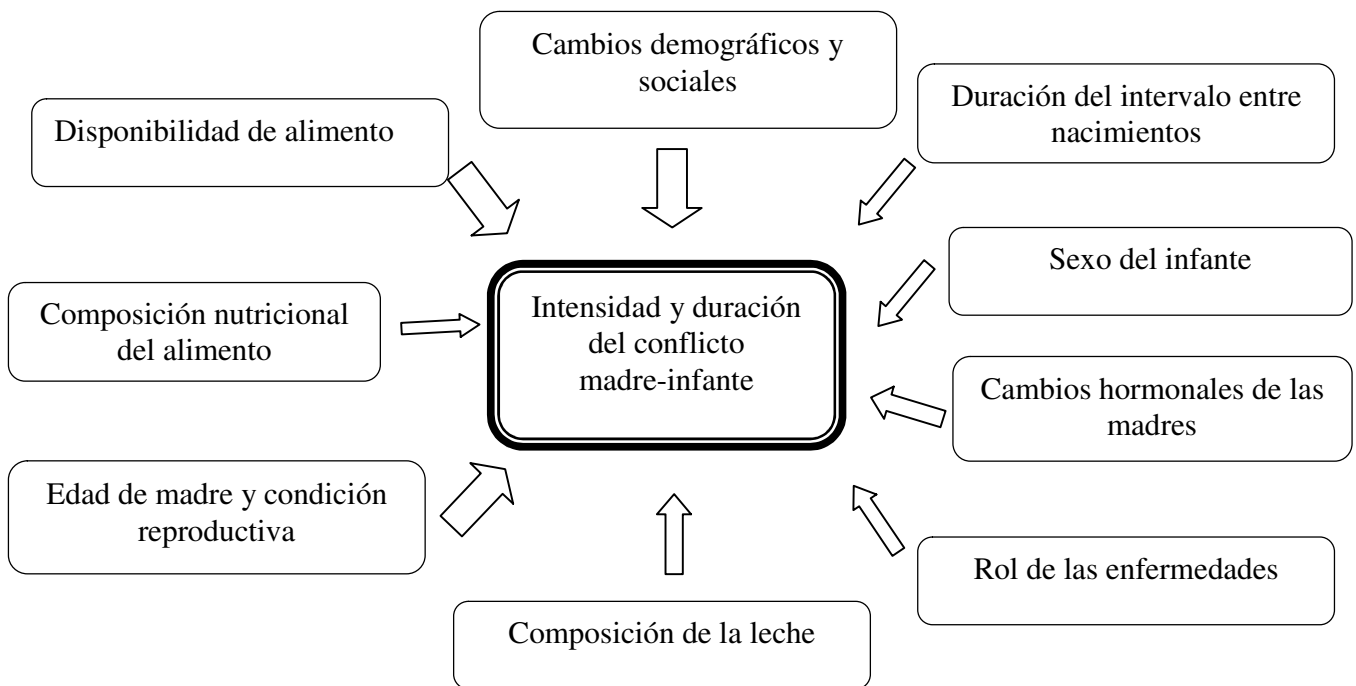 Cambios demográficos y
sociales
Disponibilidad de alimento
Duración del intervalo entre
nacimientos
Sexo del infante
Composición nutricional
del alimento
Intensidad y duración
del conflicto
madre-infante
Cambios hormonales de las
madres
Edad de madre y condición
reproductiva
Rol de las enfermedades
Composición de la leche